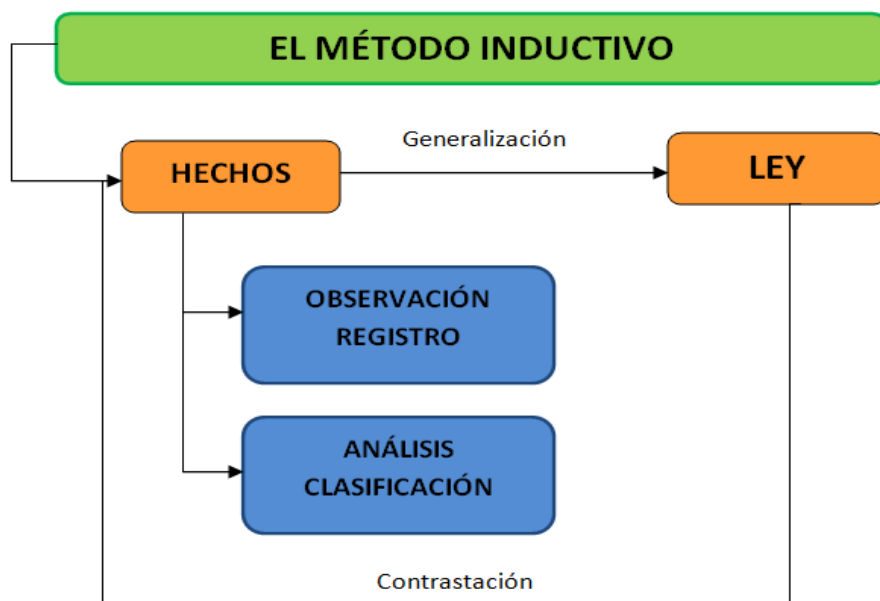 EL MÉTODO INDUCTIVO
Generalización
HECHOS
LEY
OBSERVACIÓN
REGISTRO
ANÁLISIS
CLASIFICACIÓN
Contrastación